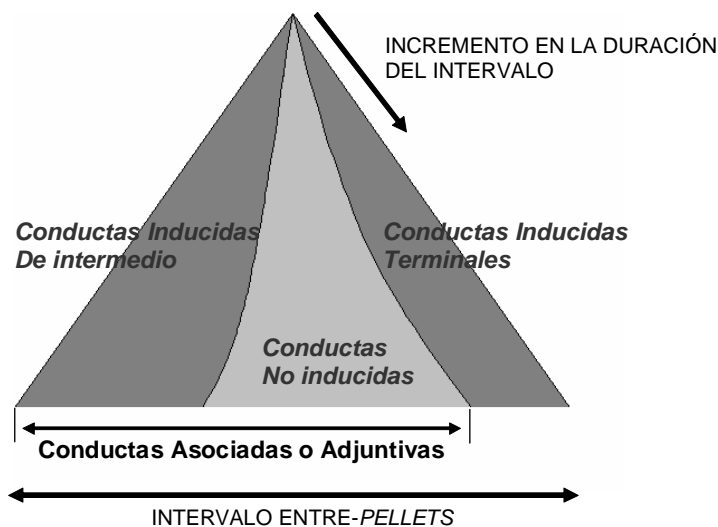 INCREMENTO EN LA DURACIÓN
DEL INTERVALO
Conductas Inducidas
De intermedio
Conductas Inducidas
Terminales
Conductas
No inducidas
Conductas Asociadas o Adjuntivas
INTERVALO ENTRE-PELLETS